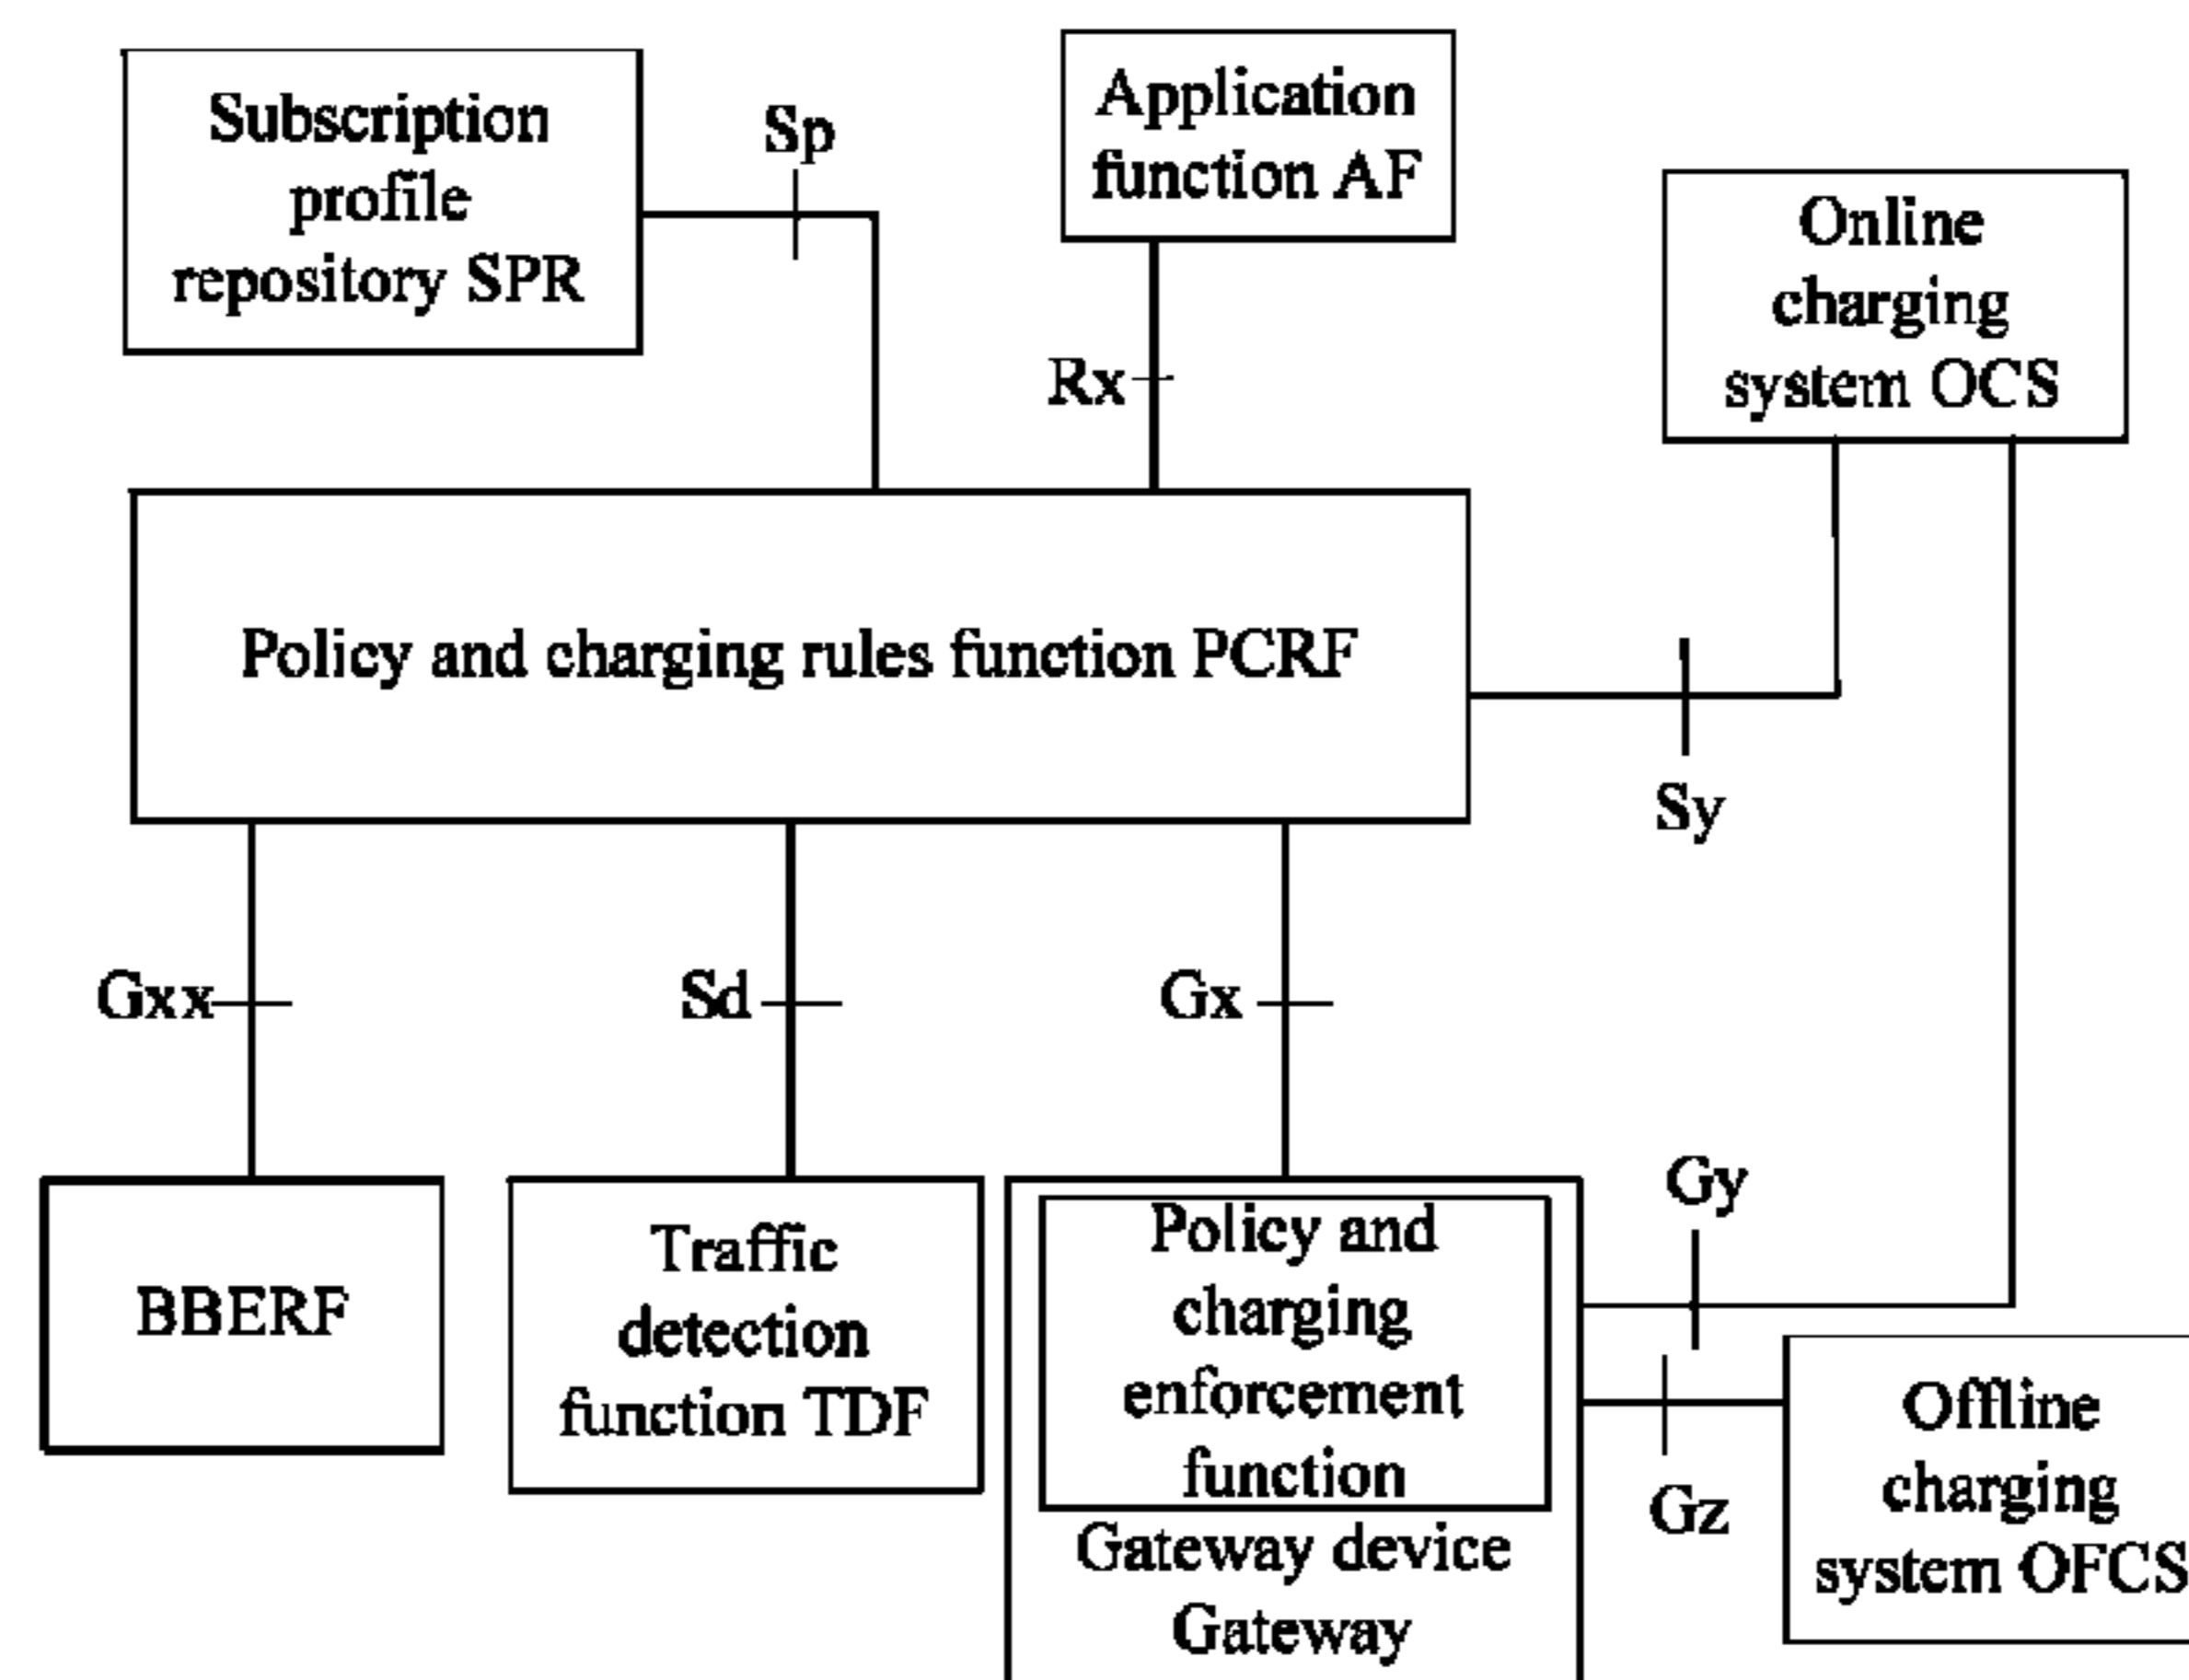 Subscription
profile
repository SPR
Sp
Application
function AF
Rx
Online
charging
system OCS
Policy and charging rules function PCRF
Sy
Gxx
Sd
Gx
BBERF
Traffic
detection
function TDF
Policy and
charging
enforcement
function
Gateway device
Gateway
Gy
Gz
Offline
charging
system OFCS